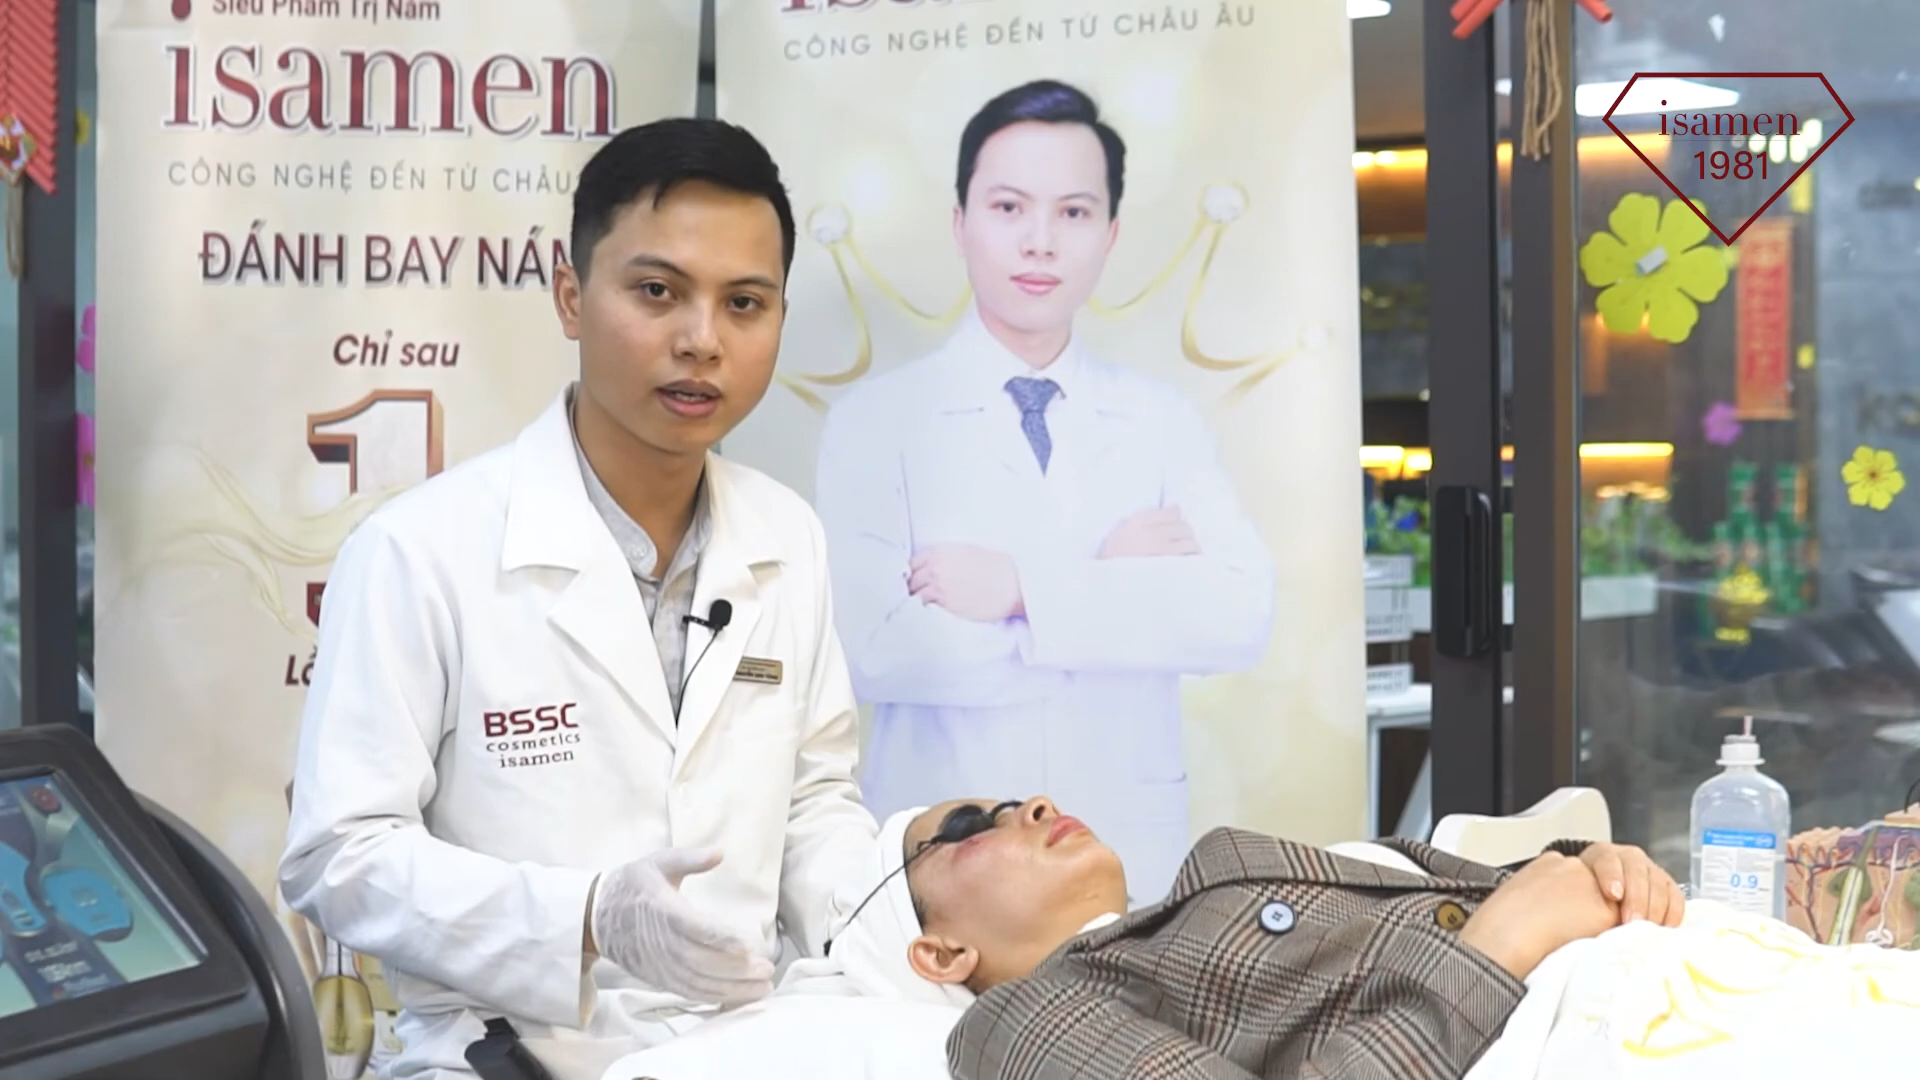 Siêu Phẩm Trị Nám
isamen
CÔNG NGHỆ ĐẾN TỪ CHÂU
ĐÁNH BAY NÁM
Chỉ sau
1
CÔNG NGHỆ ĐẾN TỪ CHÂU ÂU
isamen
1981
BSSC
cosmetics
isamen
0.9